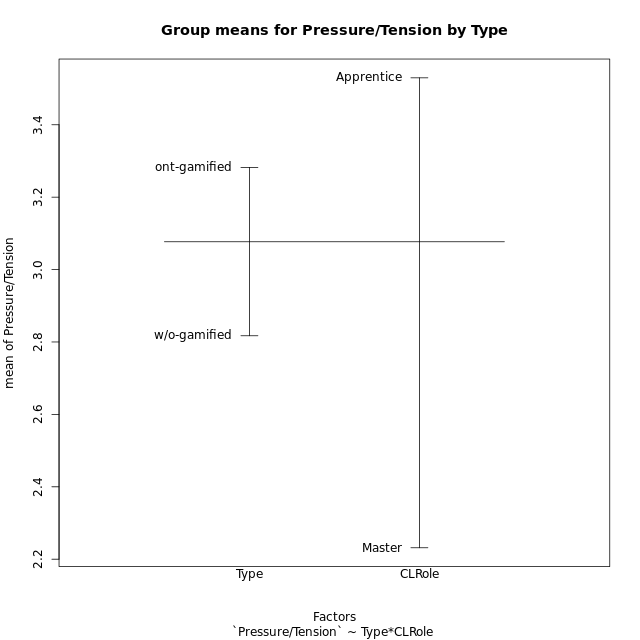 Group means for Pressure/Tension by Type
mean of Pressure/Tension
3.4
3.2
3.0
2.8
2.6
2.4
2.2
Apprentice
ont-gamified
w/o-gamified
Master
Type
CLRole
Factors
`Pressure/Tension` ~ Type*CLRole